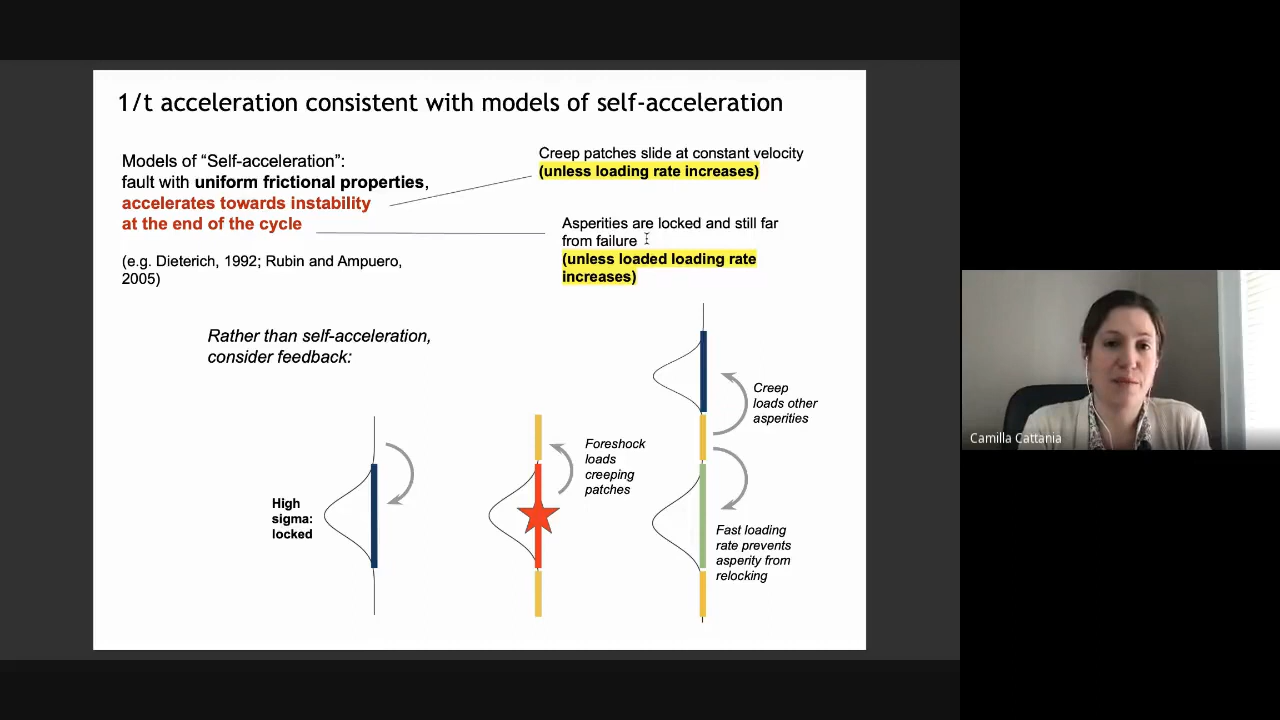 1/t acceleration consistent with models of self-acceleration
Models of “Self-acceleration”:
fault with uniform frictional properties,
accelerates towards instability
at the end of the cycle
(e.g. Dieterich, 1992; Rubin and Ampuero,
2005)
Creep patches slide at constant velocity
(unless loading rate increases)
Asperities are locked and still far
from failure
(unless loaded loading rate
increases)
Rather than self-acceleration,
consider feedback:
High
sigma:
locked
Foreshock
loads
creeping
patches
Creep
loads other
asperities
Fast loading
rate prevents
asperity from
relocking
Camilla Cattania